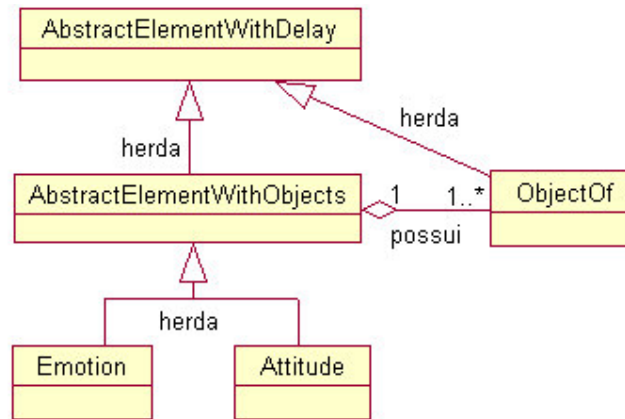 AbstractElementWithDelay
herda
herda
AbstractElementWithObjects
1
1..*
ObjectOf
possui
herda
Emotion
Attitude